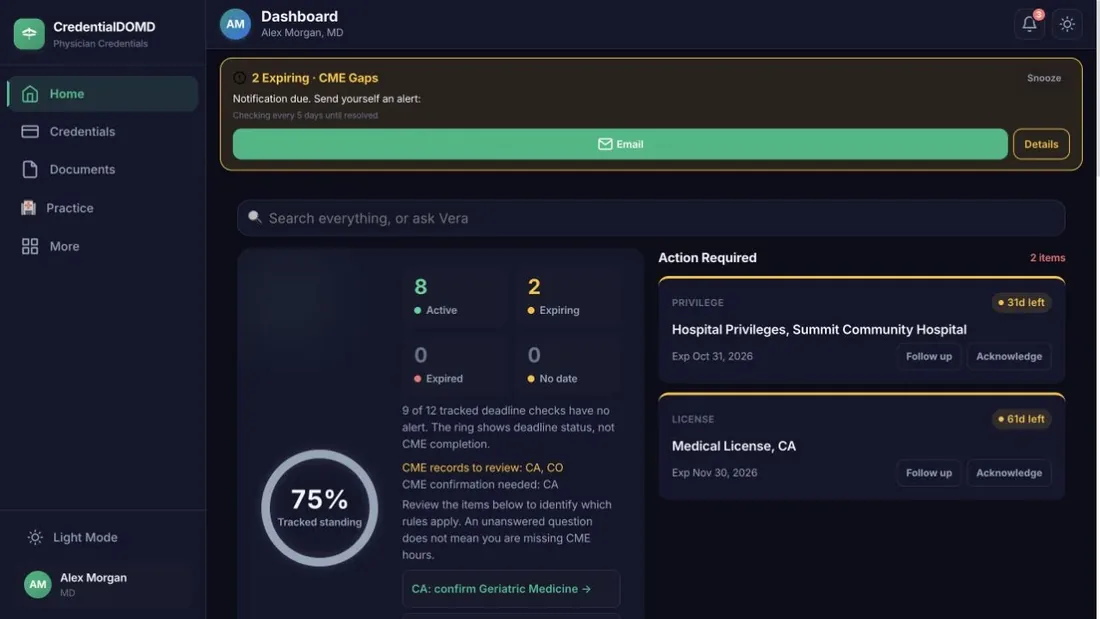 CredentialDOMD
Physician Credentials
Home
Credentials
Documents
Practice
More
Light Mode
AM
Alex Morgan
MD
AM
Dashboard
Alex Morgan, MD
3
2 Expiring · CME Gaps
Snooze
Notification due. Send yourself an alert:
Checking every 5 days until resolved
Email
Details
Search everything, or ask Vera
8
Active
2
Expiring
0
Expired
0
No date
9 of 12 tracked deadline checks have no
alert. The ring shows deadline status, not
CME completion.
CME records to review: CA, CO
CME confirmation needed: CA
Review the items below to identify which
rules apply. An unanswered question
does not mean you are missing CME
hours.
75%
Tracked standing
CA: confirm Geriatric Medicine →
Action Required
2 items
PRIVILEGE
31d left
Hospital Privileges, Summit Community Hospital
Exp Oct 31, 2026
Follow up
Acknowledge
LICENSE
61d left
Medical License, CA
Exp Nov 30, 2026
Follow up
Acknowledge